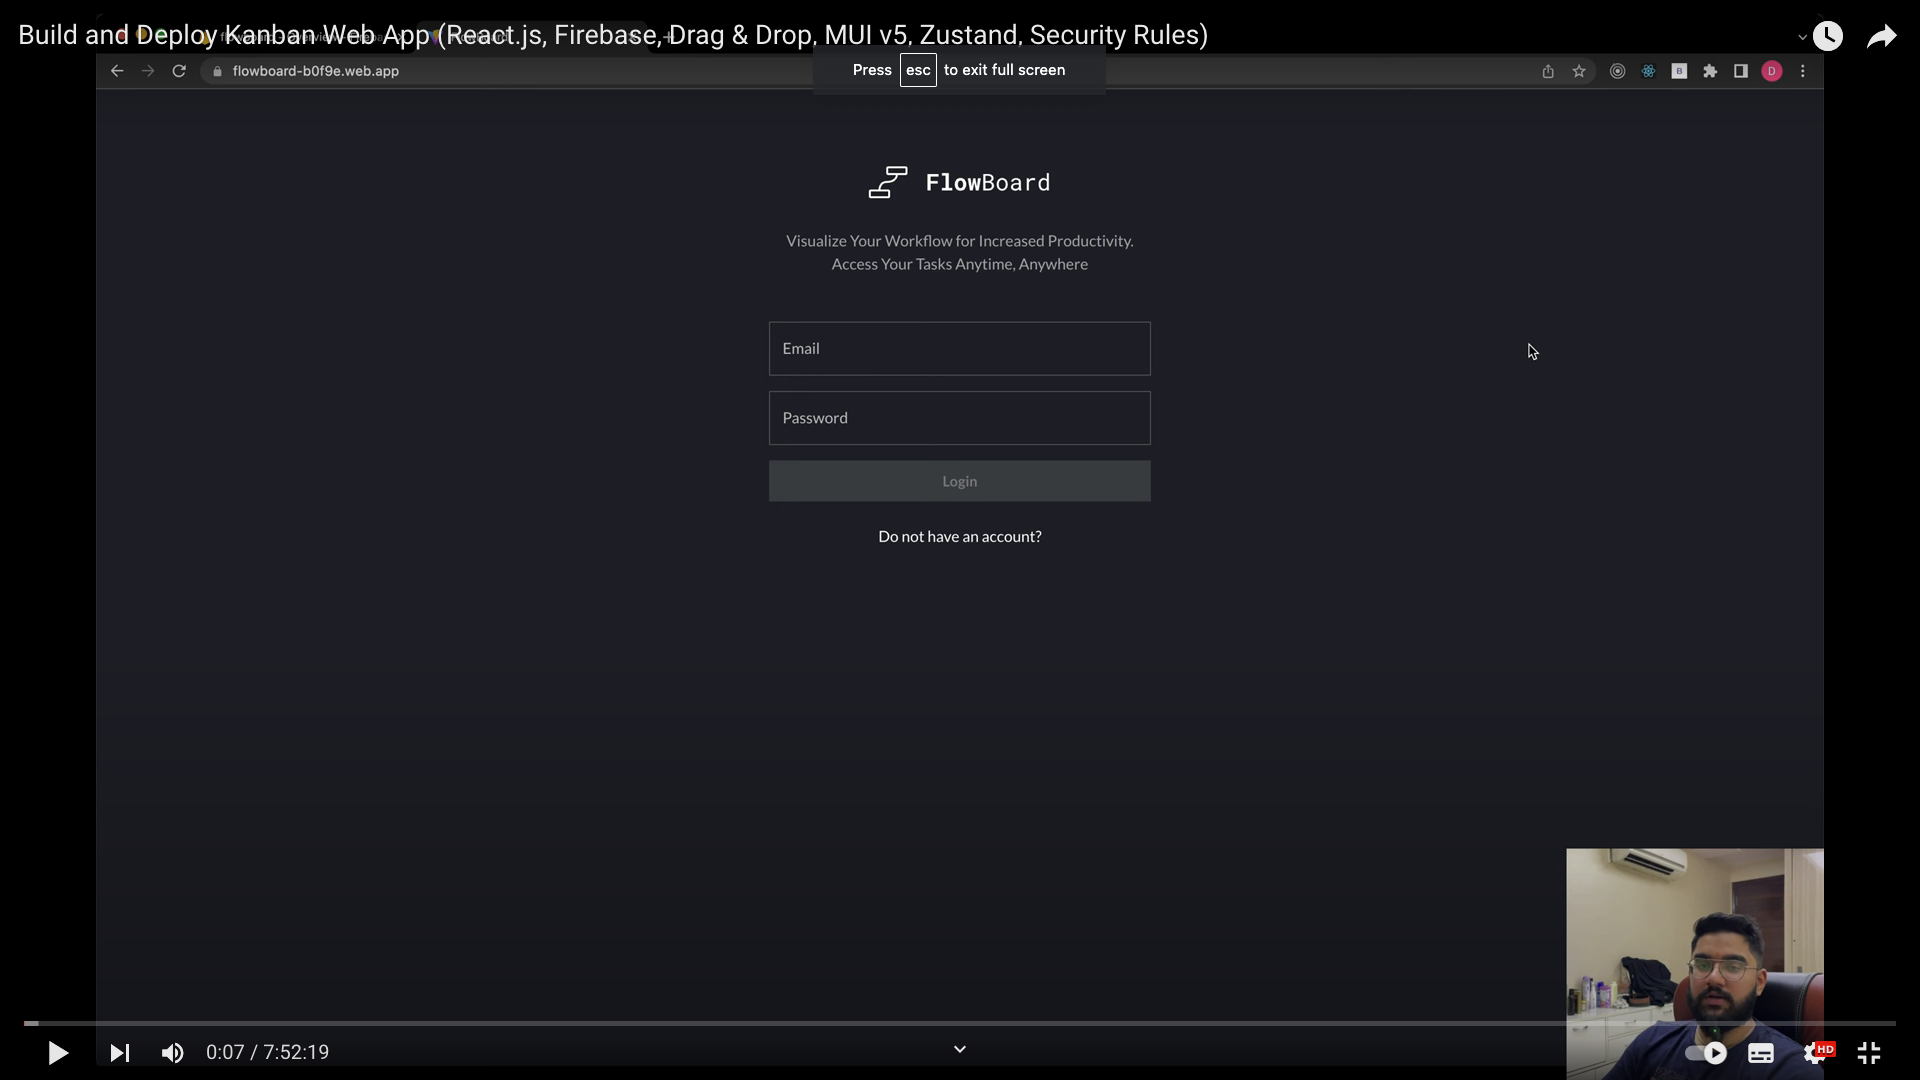 Build and Deploy Kanban Web App (React.js, Firebase, Drag & Drop, MUI v5, Zustand, Security Rules)
flowboard-b0f9e.web.app
Press esc to exit full screen
D
FlowBoard
Visualize Your Workflow for Increased Productivity.
Access Your Tasks Anytime, Anywhere
Email
Password
Login
Do not have an account?
0:07 / 7:52:19
HD